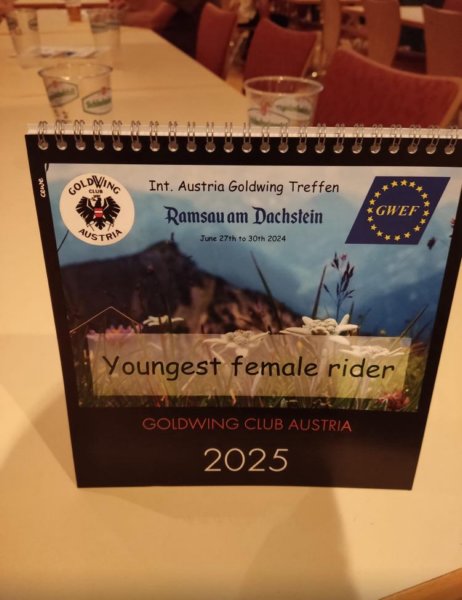 GOLDWING
CLUB
AUSTRIA
Int. Austria Goldwing Treffen
Ramsau am Dachstein
June 27th to 30th 2024
GWEF
Youngest female rider
GOLDWING CLUB AUSTRIA
2025